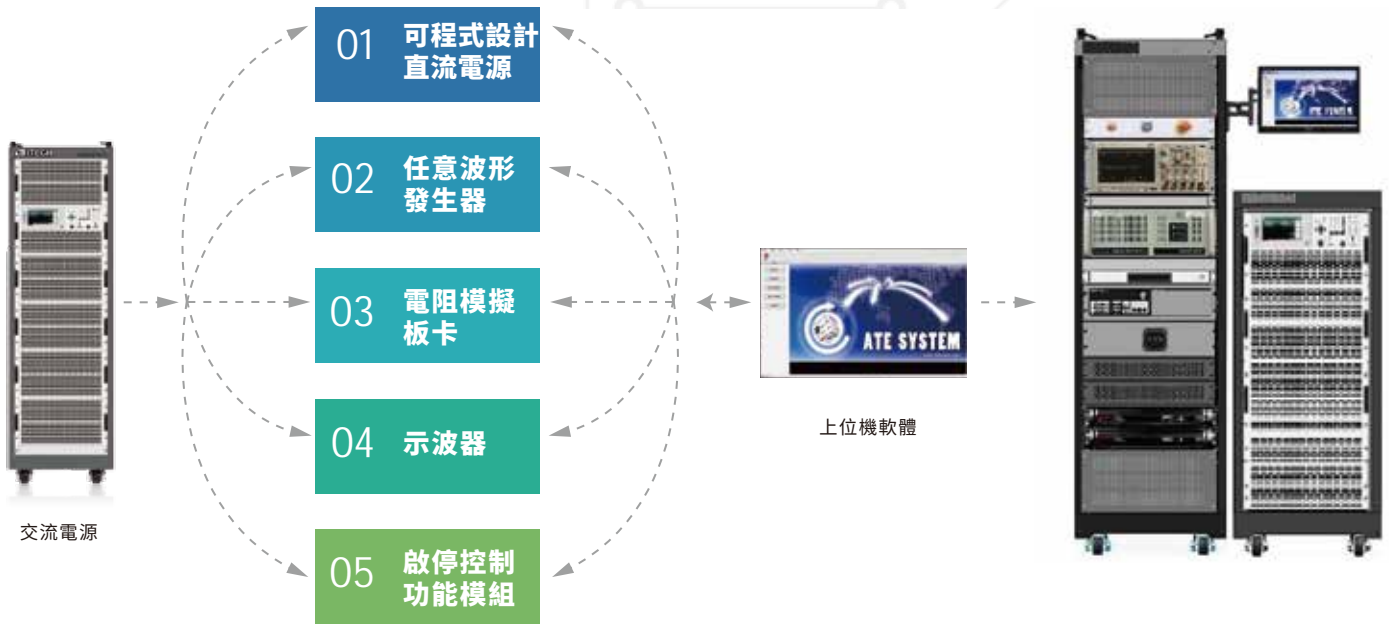 01
可程式設計
直流電源
02
任意波形
發生器
03
電阻模擬
板卡
04
示波器
05
啟停控制
功能模組
ITECH
交流電源
ATE SYSTEM
上位機軟體